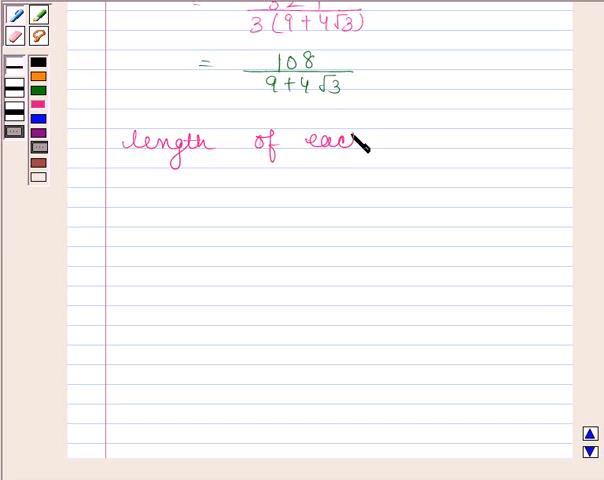 =
3(9+4√3)
= 108
9+4√3
length of eac